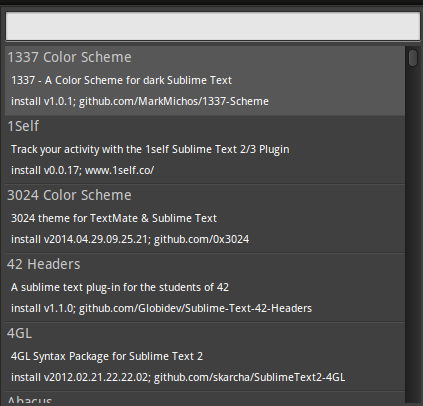 1337 Color Scheme
1337 - A Color Scheme for dark Sublime Text
install v1.0.1; github.com/MarkMichos/1337-Scheme
1Self
Track your activity with the 1self Sublime Text 2/3 Plugin
install v0.0.17; www.1self.co/
3024 Color Scheme
3024 theme for TextMate & Sublime Text
install v2014.04.29.09.25.21; github.com/0x3024
42 Headers
A sublime text plug-in for the students of 42
install v1.1.0; github.com/Globidev/Sublime-Text-42-Headers
4GL
4GL Syntax Package for Sublime Text 2
install v2012.02.21.22.22.02; github.com/skarcha/SublimeText2-4GL
Abacus